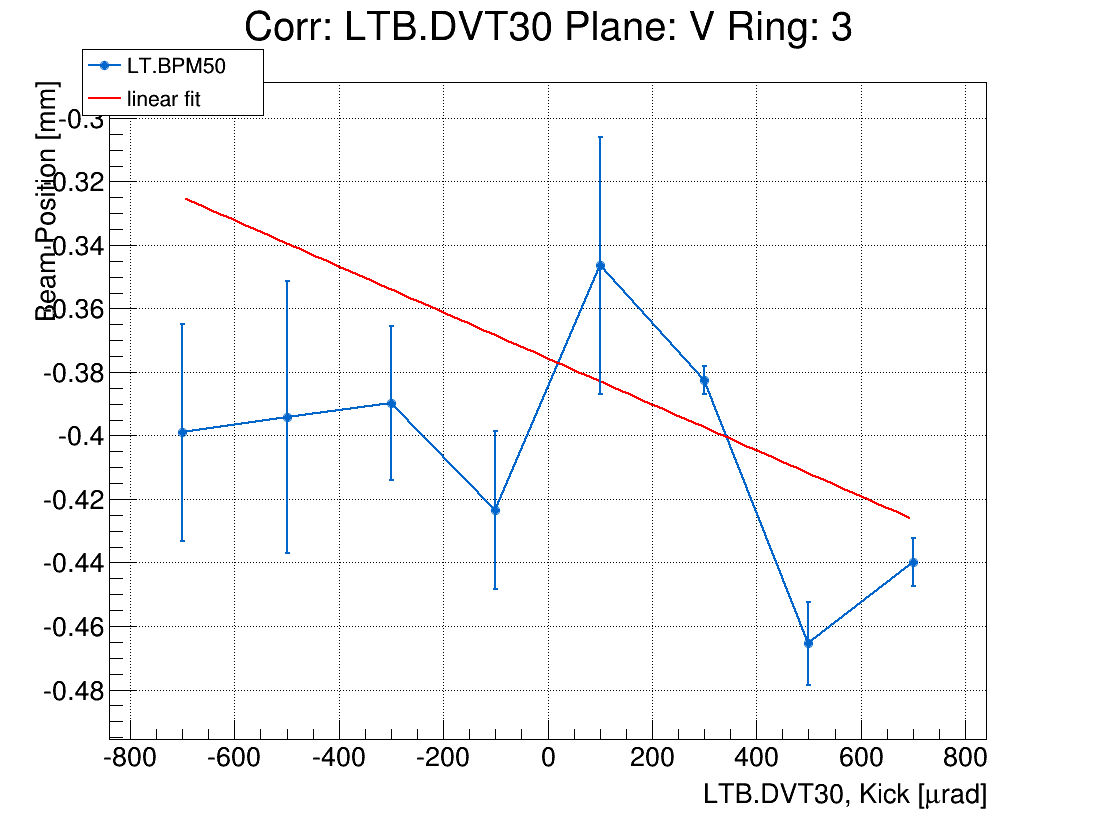 Corr: LTB.DVT30 Plane: V Ring: 3
LT.BPM50
linear fit
Beam-Position [mm]
-0.3
-0.32
-0.34
-0.36
-0.38
-0.4
-0.42
-0.44
-0.46
-0.48
-800 -600 -400 -200 0 200 400 600 800
LTB.DVT30, Kick [μrad]